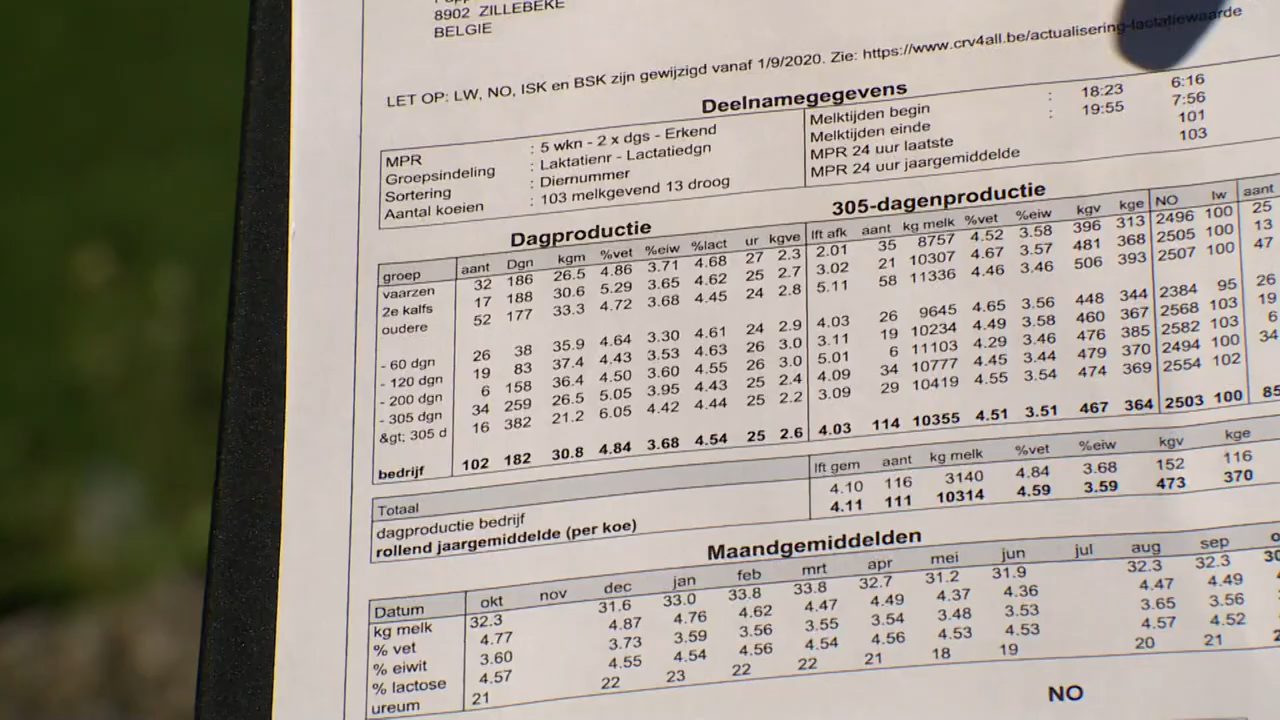 8902 ZILLEBEKE
BELGIE
LET OP: LW, NO, ISK en BSK zijn gewijzigd vanaf 1/9/2020. Zie: https://www.crv4all.be/actualisering-lactatiewaarde
Deelnamegegevens
MPR : 5 wkn - 2 x dgs - Erkend
Groepsindeling : Laktatienr - Lactatiedgn
Sortering : Diernummer
Aantal koeien : 103 melkgevend 13 droog
Melktijden begin : 18:23 6:16
Melktijden einde : 19:55 7:56
MPR 24 uur laatste 101
MPR 24 uur jaargemiddelde 103
Dagproductie 305-dagenproductie
groep aant Dgn kgm %vet %eiw %lact ur kgve lft afk aant kg melk %vet %eiw kgv kge NO lw aant
vaarzen 32 186 26.5 4.86 3.71 4.68 27 2.3 2.01 35 8757 4.52 3.58 396 313 2496 100 25
2e kalfs 17 188 30.6 5.29 3.65 4.62 25 2.7 3.02 21 10307 4.67 3.57 481 368 2505 100 13
oudere 52 177 33.3 4.72 3.68 4.45 24 2.8 5.11 58 11336 4.46 3.46 506 393 2507 100 47
- 60 dgn 26 38 35.9 4.64 3.30 4.61 24 2.9 4.03 26 9645 4.65 3.56 448 344 2384 95 26
- 120 dgn 19 83 37.4 4.43 3.53 4.63 26 3.0 3.11 19 10234 4.49 3.58 460 367 2568 103 19
- 200 dgn 6 158 36.4 4.50 3.60 4.55 26 3.0 5.01 6 11103 4.29 3.46 476 385 2582 103 6
- 305 dgn 34 259 26.5 5.05 3.95 4.43 25 2.4 4.09 34 10777 4.45 3.44 479 370 2494 100 34
&gt; 305 d 16 382 21.2 6.05 4.42 4.44 25 2.2 3.09 29 10419 4.55 3.54 474 369 2554 102
bedrijf 102 182 30.8 4.84 3.68 4.54 25 2.6 4.03 114 10355 4.51 3.51 467 364 2503 100 85
Totaal lft gem aant kg melk %vet %eiw kgv kge
dagproductie bedrijf 4.10 116 3140 4.84 3.68 152 116
rollend jaargemiddelde (per koe) 4.11 111 10314 4.59 3.59 473 370
Maandgemiddelden
Datum okt nov dec jan feb mrt apr mei jun jul aug sep
kg melk 32.3 31.6 33.0 33.8 33.8 32.7 31.2 31.9 32.3 32.3
% vet 4.77 4.87 4.76 4.62 4.47 4.49 4.37 4.36 4.47 4.49
% eiwit 3.60 3.73 3.59 3.56 3.55 3.54 3.48 3.53 3.65 3.56
% lactose 4.57 4.55 4.54 4.56 4.54 4.56 4.53 4.53 4.57 4.52
ureum 21 22 23 22 22 21 18 19 20 21
NO